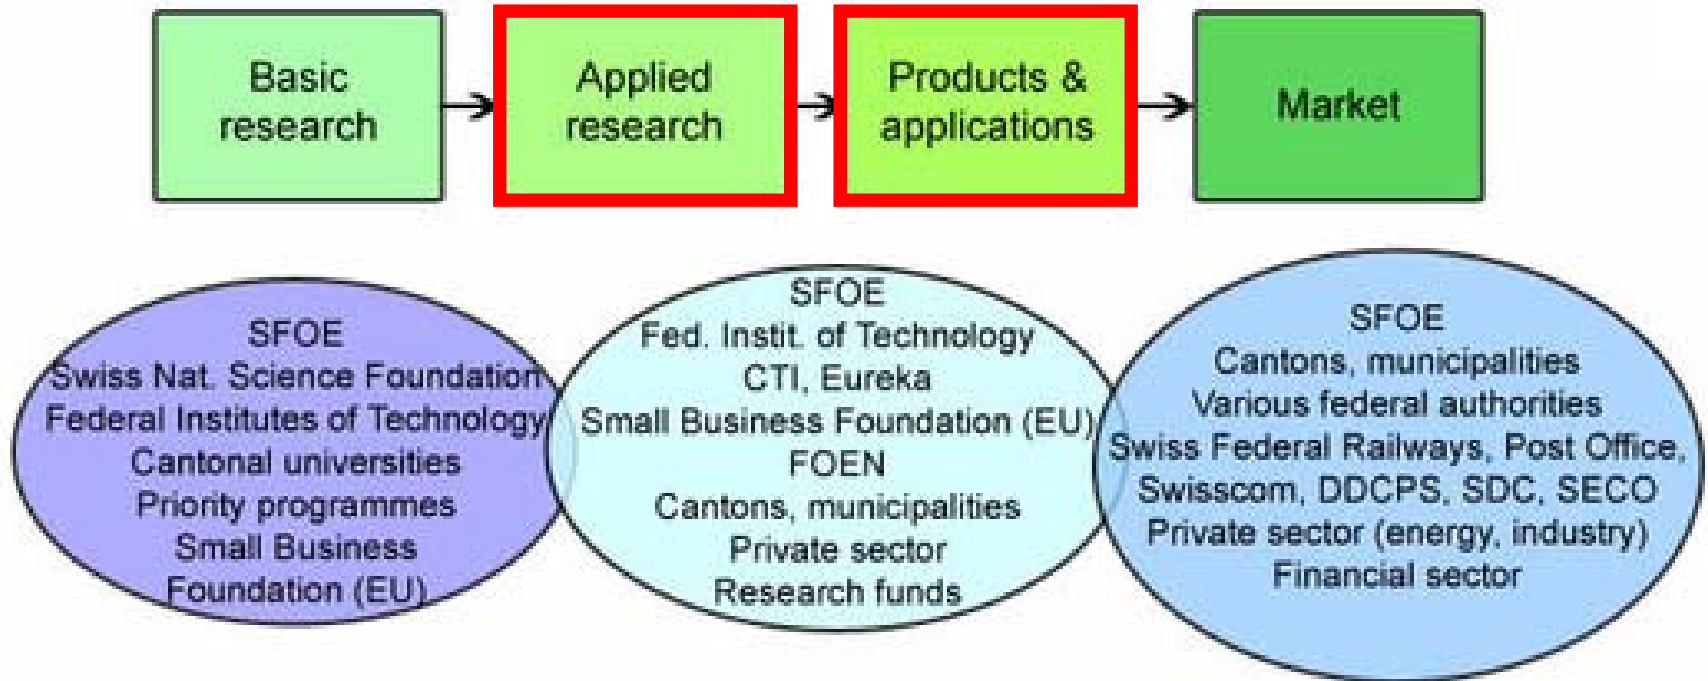 Basic
research
Applied
research
Products &
applications
Market
SFOE
Swiss Nat. Science Foundation
Federal Institutes of Technology
Cantonal universities
Priority programmes
Small Business
Foundation (EU)
SFOE
Fed. Instit. of Technology
CTI, Eureka
Small Business Foundation (EU)
FOEN
Cantons, municipalities
Private sector
Research funds
SFOE
Cantons, municipalities
Various federal authorities
Swiss Federal Railways, Post Office,
Swisscom, DDCPS, SDC, SECO
Private sector (energy, industry)
Financial sector